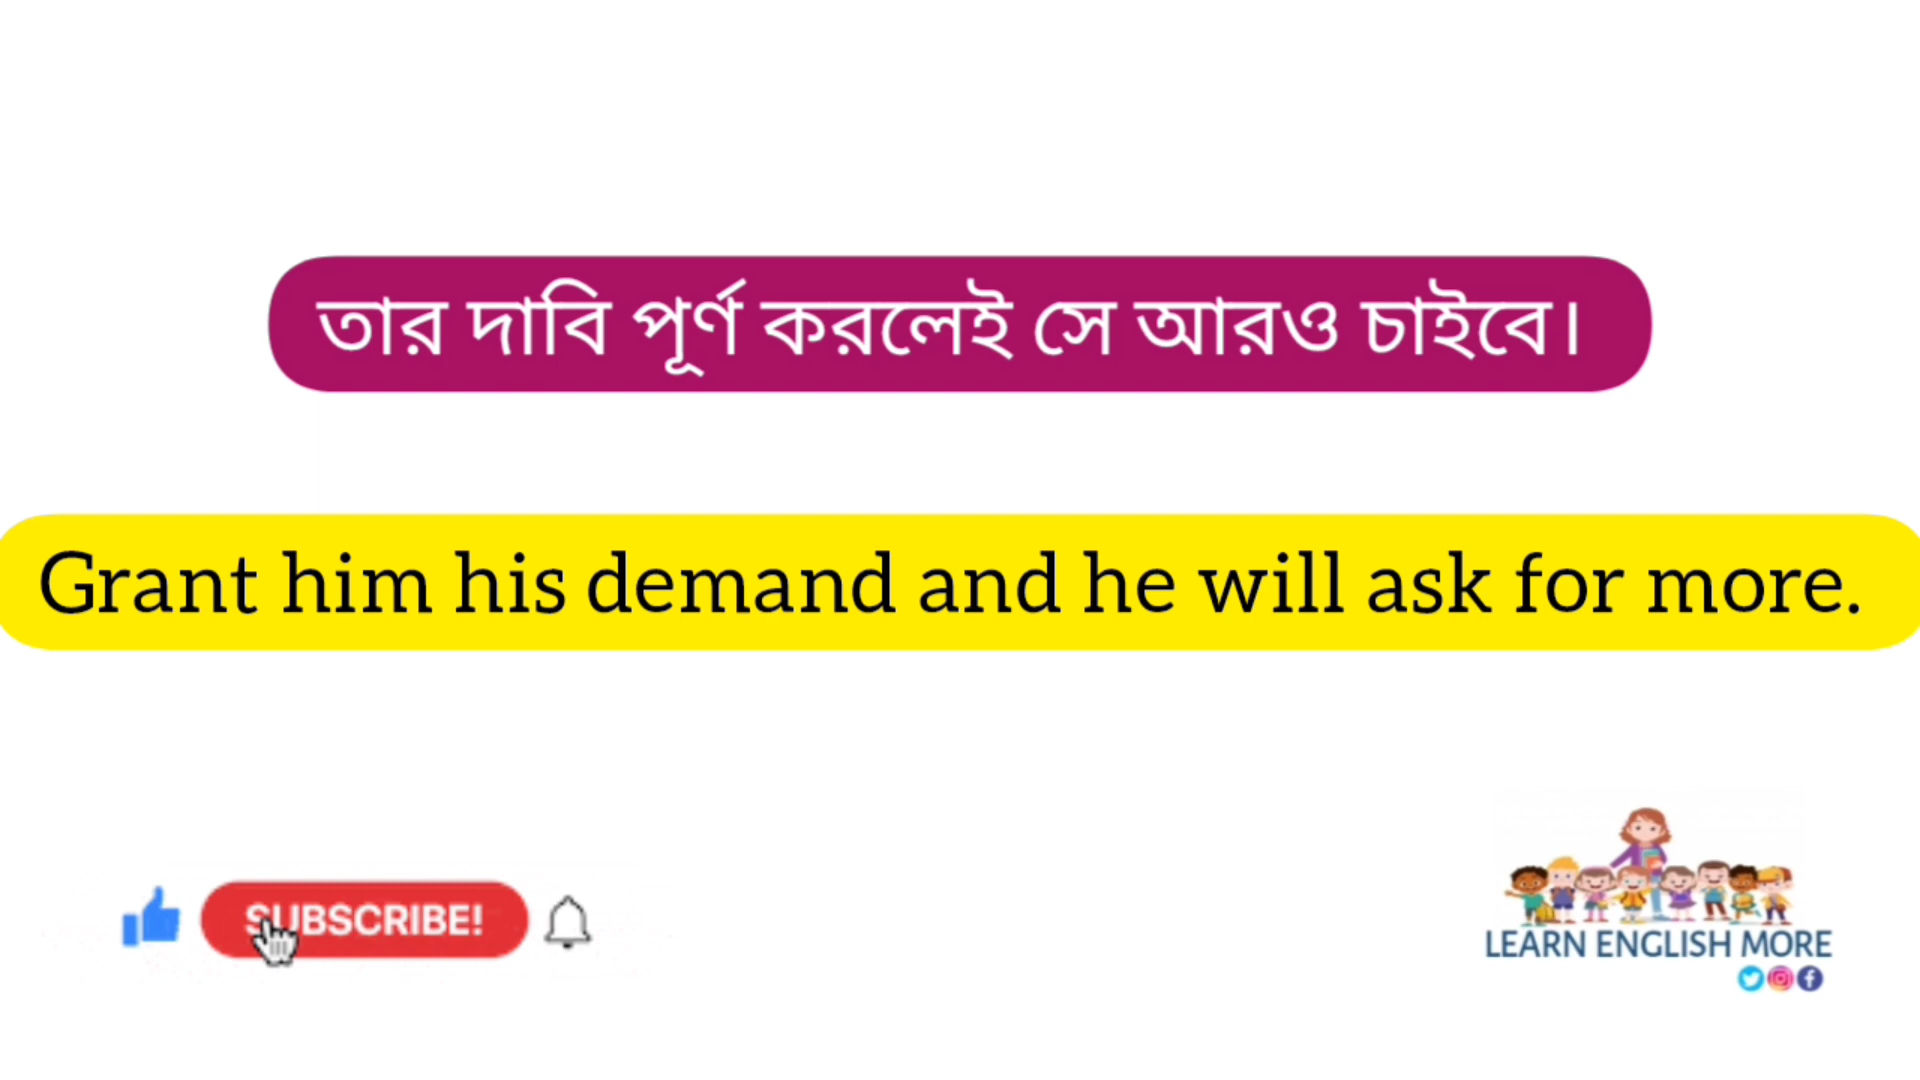 তার দাবি পূর্ণ করলেই সে আরও চাইবে।
Grant him his demand and he will ask for more.
SUBSCRIBE!
LEARN ENGLISH MORE